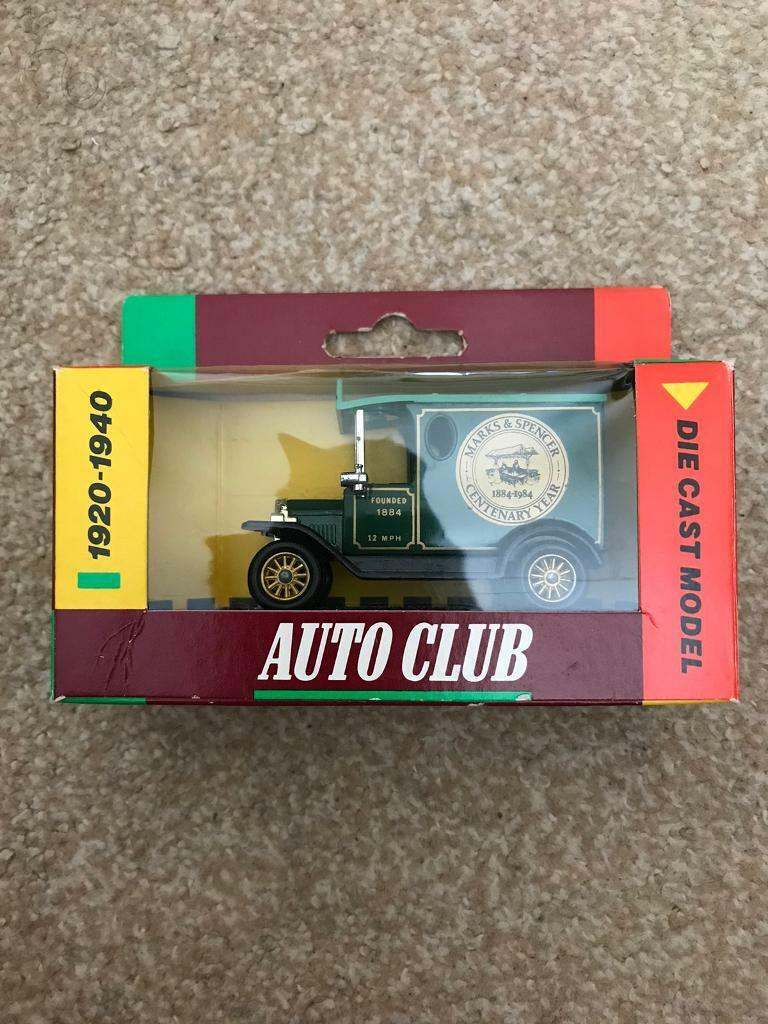 1920-1940
FOUNDED
1884
12 MPH
MARKS & SPENCER
1884-1984
CENTENARY YEAR
DIE CAST MODEL
AUTO CLUB